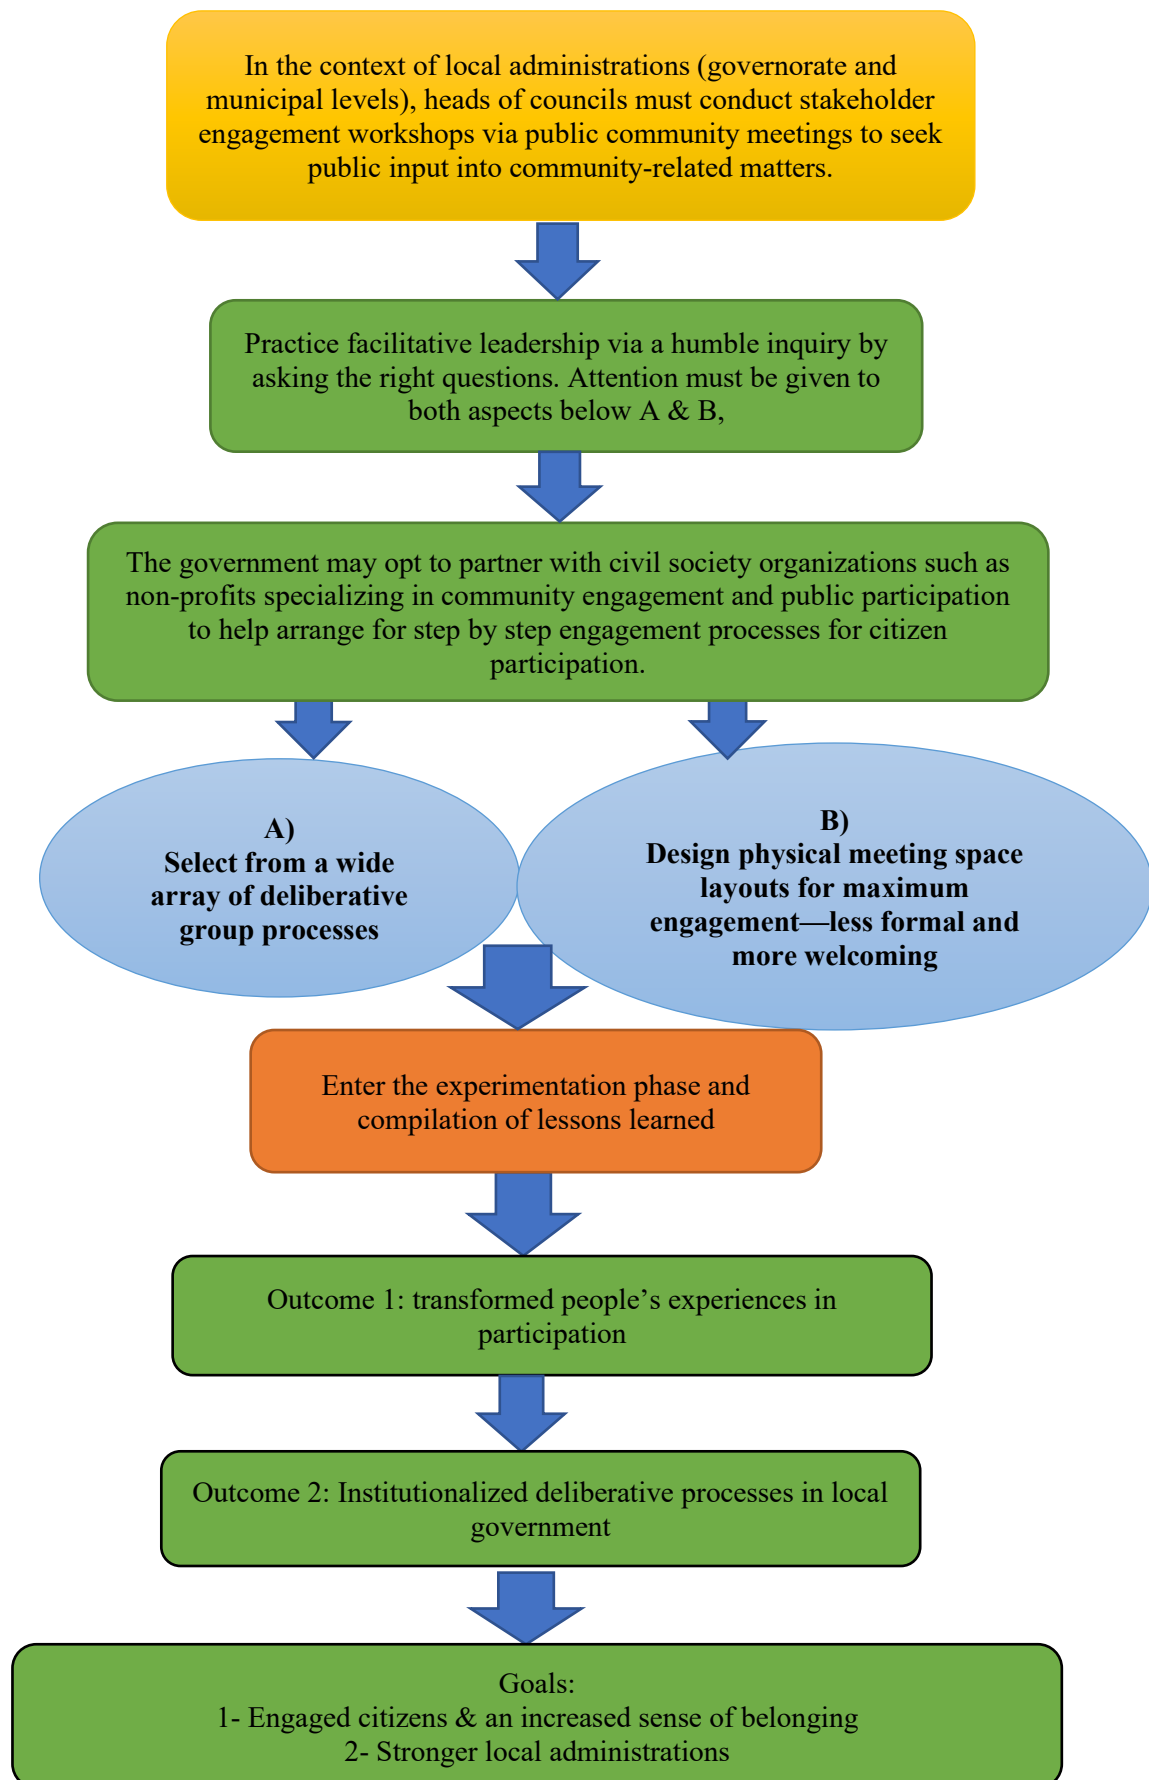 In the context of local administrations (governorate and
municipal levels), heads of councils must conduct stakeholder
engagement workshops via public community meetings to seek
public input into community-related matters.
Practice facilitative leadership via a humble inquiry by
asking the right questions. Attention must be given to
both aspects below A & B,
The government may opt to partner with civil society organizations such as
non-profits specializing in community engagement and public participation
to help arrange for step by step engagement processes for citizen
participation.
A)
Select from a wide
array of deliberative
group processes
B)
Design physical meeting space
layouts for maximum
engagement—less formal and
more welcoming
Enter the experimentation phase and
compilation of lessons learned
Outcome 1: transformed people’s experiences in
participation
Outcome 2: Institutionalized deliberative processes in local
government
Goals:
1- Engaged citizens & an increased sense of belonging
2- Stronger local administrations